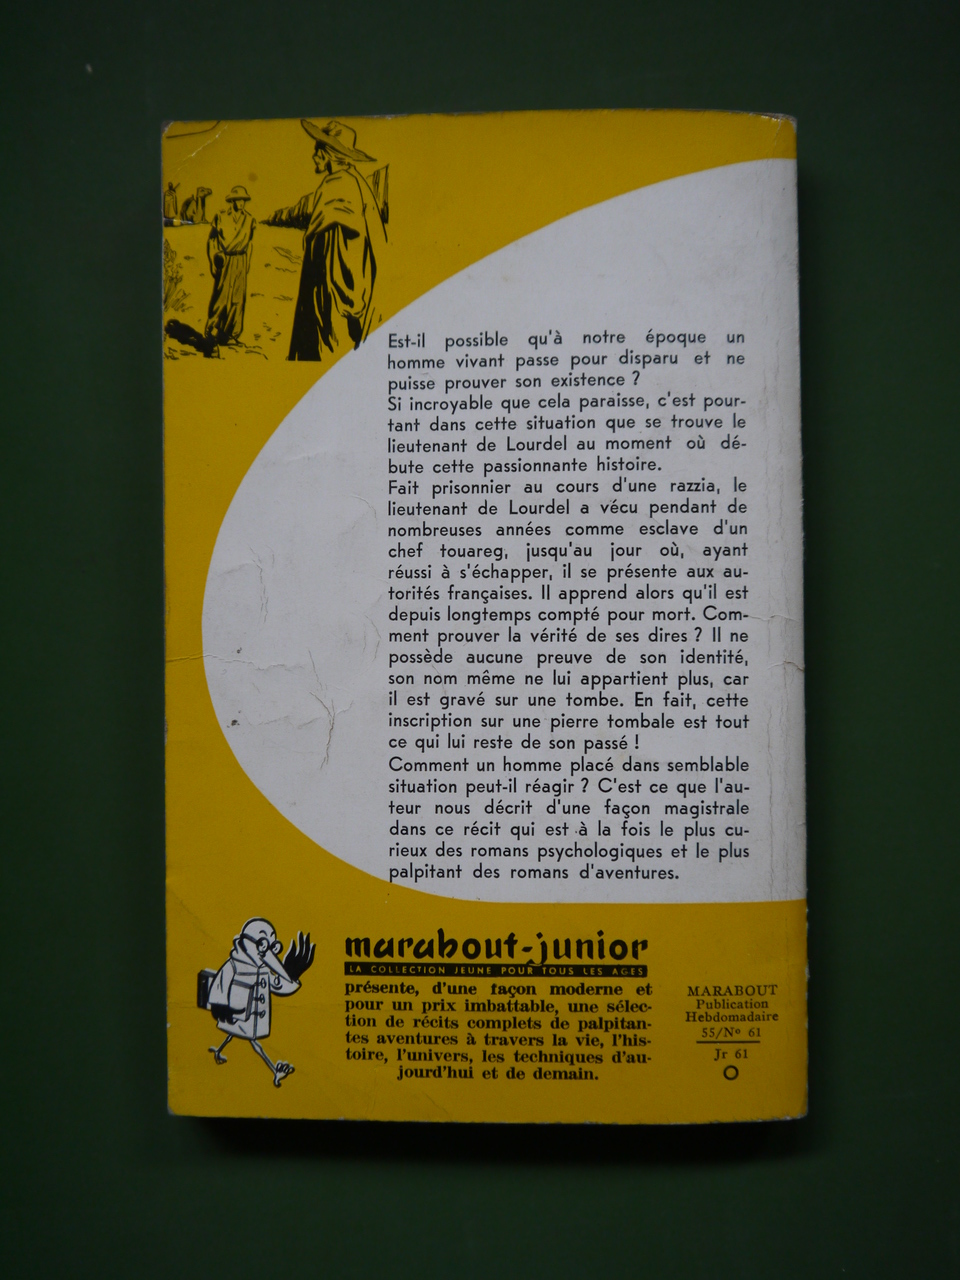 Est-il possible qu'à notre époque un
homme vivant passe pour disparu et ne
puisse prouver son existence ?
Si incroyable que cela paraisse, c'est pour-
tant dans cette situation que se trouve le
lieutenant de Lourdel au moment où dé-
bute cette passionnante histoire.
Fait prisonnier au cours d'une razzia, le
lieutenant de Lourdel a vécu pendant de
nombreuses années comme esclave d'un
chef touareg, jusqu'au jour où, ayant
réussi à s'échapper, il se présente aux au-
torités françaises. Il apprend alors qu'il est
depuis longtemps compté pour mort. Com-
ment prouver la vérité de ses dires ? Il ne
possède aucune preuve de son identité,
son nom même ne lui appartient plus, car
il est gravé sur une tombe. En fait, cette
inscription sur une pierre tombale est tout
ce qui lui reste de son passé !
Comment un homme placé dans semblable
situation peut-il réagir ? C'est ce que l'au-
teur nous décrit d'une façon magistrale
dans ce récit qui est à la fois le plus cu-
rieux des romans psychologiques et le plus
palpitant des romans d'aventures.
marabout-junior
LA COLLECTION JEUNE POUR TOUS LES AGES
présente, d'une façon moderne et
pour un prix imbattable, une sélec-
tion de récits complets de palpitan-
tes aventures à travers la vie, l'his-
toire, l'univers, les techniques d'au-
jourd'hui et de demain.
MARABOUT
Publication
Hebdomadaire
55/Nº 61
Jr 61
O